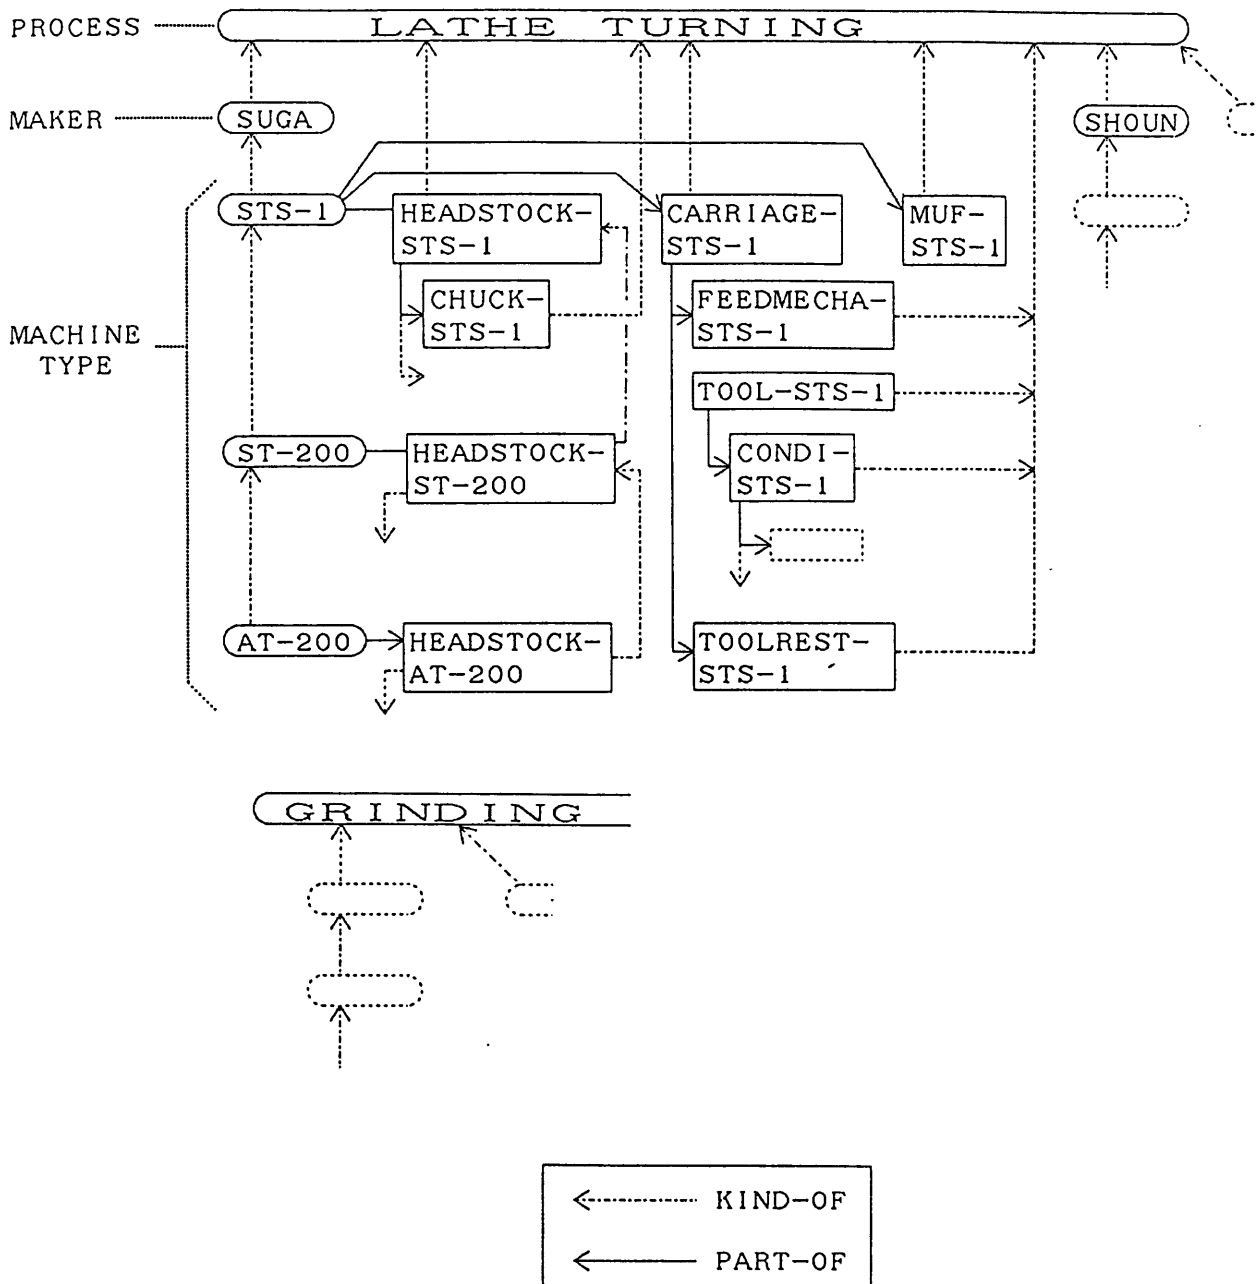 PROCESS
LATHE TURNING
MAKER
SUGA
SHOUN
STS-1
HEADSTOCK-
STS-1
CARRIAGE-
STS-1
MUF-
STS-1
CHUCK-
STS-1
FEEDMECHA-
STS-1
MACHINE
TYPE
TOOL-STS-1
ST-200
HEADSTOCK-
ST-200
CONDI-
STS-1
AT-200
HEADSTOCK-
AT-200
TOOLREST-
STS-1
GRINDING
KIND-OF
PART-OF